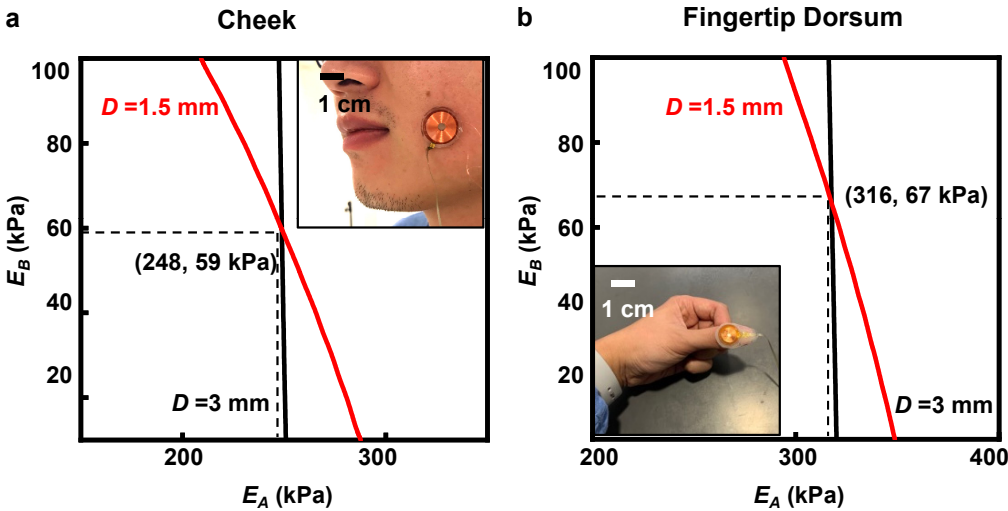 a
Cheek
100
80
60
40
20
E_B (kPa)
D =1.5 mm
1 cm
(248, 59 kPa)
D =3 mm
200
300
E_A (kPa)
b
Fingertip Dorsum
100
80
60
40
20
E_B (kPa)
D =1.5 mm
(316, 67 kPa)
1 cm
D =3 mm
200
300
400
E_A (kPa)